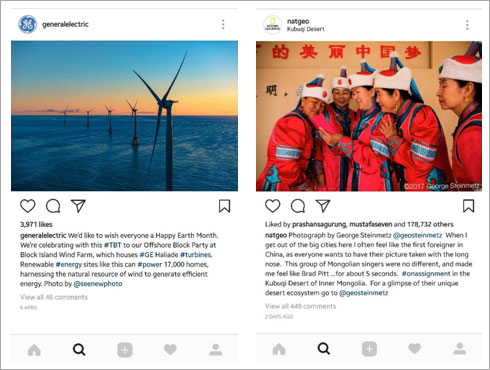 generalelectric
3,971 likes
generalelectric We'd like to wish everyone a Happy Earth Month.
We're celebrating with this #TBT to our Offshore Block Party at
Block Island Wind Farm, which houses #GE Haliade #turbines.
Renewable #energy sites like this can #power 17,000 homes,
harnessing the natural resource of wind to generate efficient
energy. Photo by @seenewphoto
View all 46 comments
6 APRIL
natgeo
Kubuqi Desert
的美丽中国梦
明，
©2017 George Steinmetz
Liked by prashansagurung, mustafaseven and 178,732 others
natgeo Photograph by George Steinmetz @geosteinmetz When I
get out of the big cities here I often feel like the first foreigner in
China, as everyone wants to have their picture taken with the long
nose. This group of Mongolian singers were no different, and made
me feel like Brad Pitt ...for about 5 seconds. #onassignment in the
Kubuqi Desert of Inner Mongolia. For a glimpse of their unique
desert ecosystem go to @geosteinmetz
View all 449 comments
2 DAYS AGO